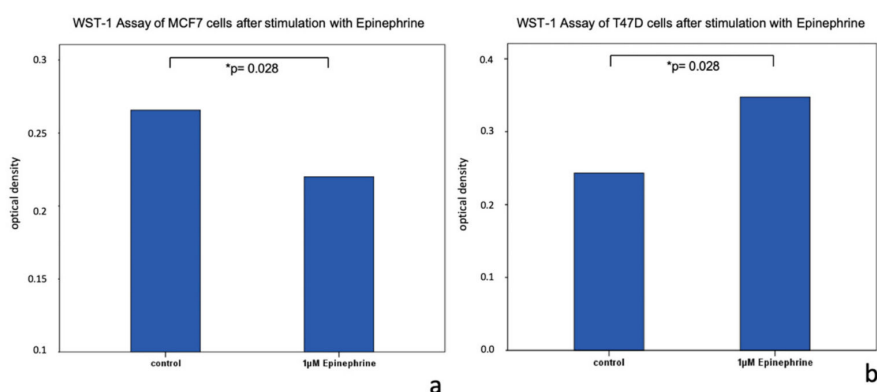 WST-1 Assay of MCF7 cells after stimulation with Epinephrine
0.3
*p= 0.028
0.25
optical density
0.2
0.15
0.1
control
1µM Epinephrine
a
WST-1 Assay of T47D cells after stimulation with Epinephrine
0.4
*p= 0.028
0.3
optical density
0.2
0.1
0.0
control
1µM Epinephrine
b